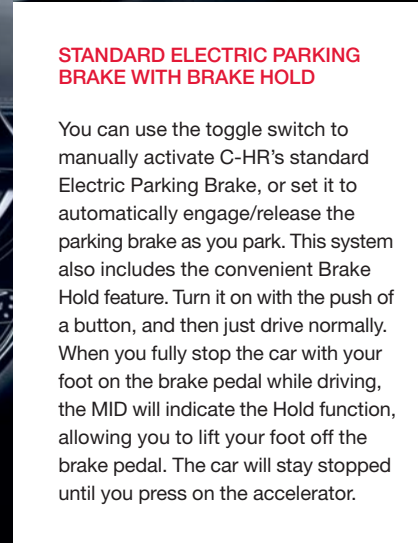 STANDARD ELECTRIC PARKING
BRAKE WITH BRAKE HOLD
You can use the toggle switch to
manually activate C-HR's standard
Electric Parking Brake, or set it to
automatically engage/release the
parking brake as you park. This system
also includes the convenient Brake
Hold feature. Turn it on with the push of
a button, and then just drive normally.
When you fully stop the car with your
foot on the brake pedal while driving,
the MID will indicate the Hold function,
allowing you to lift your foot off the
brake pedal. The car will stay stopped
until you press on the accelerator.